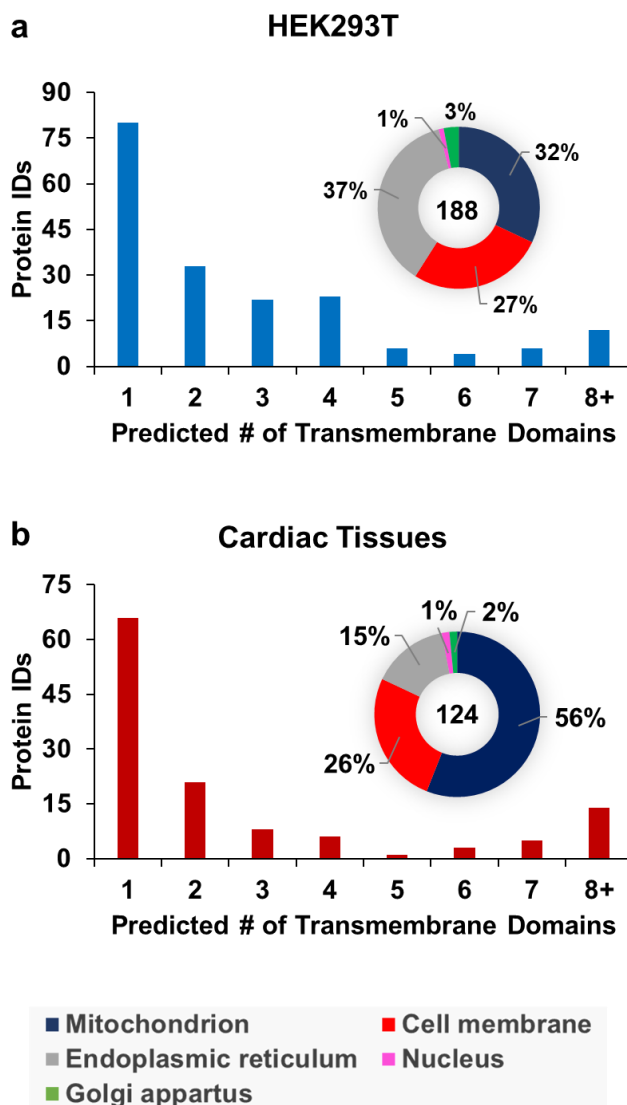 a
HEK293T
Protein IDs
90
75
60
45
30
15
0
1 2 3 4 5 6 7 8+
Predicted # of Transmembrane Domains
1%
3%
32%
37%
188
27%
b
Cardiac Tissues
Protein IDs
75
60
45
30
15
0
1 2 3 4 5 6 7 8+
Predicted # of Transmembrane Domains
15%
1%
2%
124
56%
26%
Mitochondrion
Cell membrane
Endoplasmic reticulum
Nucleus
Golgi appartus